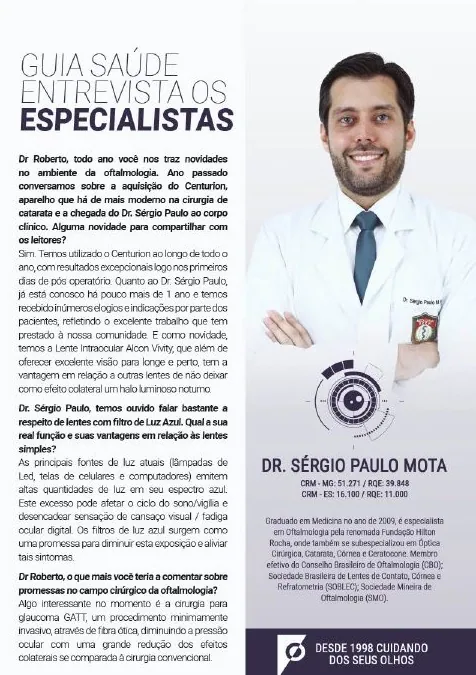 GUIA SAÚDE
ENTREVISTA OS
ESPECIALISTAS
Dr Roberto, todo ano você nos traz novidades
no ambiente da oftalmologia. Ano passado
conversamos sobre a aquisição do Centurion,
aparelho que há de mais moderno na cirurgia de
catarata e a chegada do Dr. Sérgio Paulo ao corpo
clínico. Alguma novidade para compartilhar com
os leitores?
Sim. Temos utilizado o Centurion ao longo de todo o
ano, com resultados excepcionais logo nos primeiros
dias de pós operatório. Quanto ao Dr. Sérgio Paulo,
já está conosco há pouco mais de 1 ano e temos
recebido inúmeros elogios e indicações por parte dos
pacientes, refletindo o excelente trabalho que tem
prestado à nossa comunidade. E como novidade,
temos a Lente Intraocular Alcon Vivity, que além de
oferecer excelente visão para longe e perto, tem a
vantagem em relação a outras lentes de não deixar
como efeito colateral um halo luminoso noturno.
Dr. Sérgio Paulo, temos ouvido falar bastante a
respeito de lentes com filtro de Luz Azul. Qual a sua
real função e suas vantagens em relação às lentes
simples?
As principais fontes de luz atuais (lâmpadas de
Led, telas de celulares e computadores) emitem
altas quantidades de luz em seu espectro azul.
Este excesso pode afetar o ciclo do sono/vigília e
desencadear sensação de cansaço visual / fadiga
ocular digital. Os filtros de luz azul surgem como
uma promessa para diminuir esta exposição e aliviar
tais sintomas.
Dr Roberto, o que mais você teria a comentar sobre
promessas no campo cirúrgico da oftalmologia?
Algo interessante no momento é a cirurgia para
glaucoma GATT, um procedimento minimamente
invasivo, através de fibra ótica, diminuindo a pressão
ocular com uma grande redução dos efeitos
colaterais se comparada à cirurgia convencional.
Dr. Sérgio Paulo M
DR. SÉRGIO PAULO MOTA
CRM - MG: 51.271 / RQE: 39.848
CRM - ES: 16.100 / RQE: 11.000
Graduado em Medicina no ano de 2009, é especialista
em Oftalmologia pela renomada Fundação Hilton
Rocha, onde também se subespecializou em Óptica
Cirúrgica, Catarata, Córnea e Ceratocone. Membro
efetivo do Conselho Brasileiro de Oftalmologia (CBO);
Sociedade Brasileira de Lentes de Contato, Córnea e
Refratometria (SOBLEC); Sociedade Mineira de
Oftalmologia (SMO).
DESDE 1998 CUIDANDO
DOS SEUS OLHOS